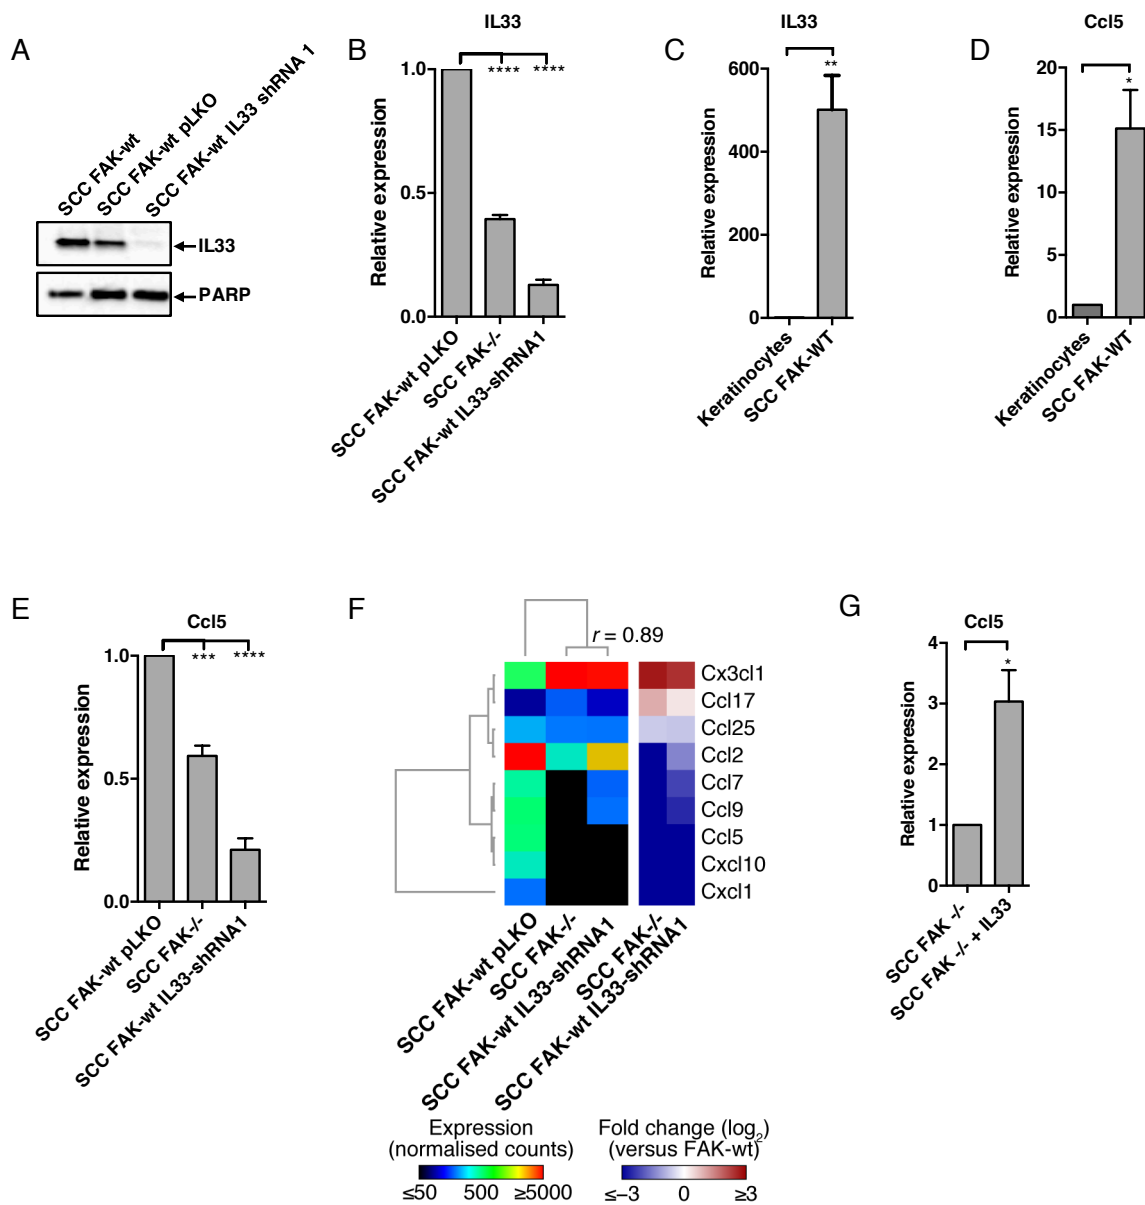 A
SCC FAK-wt
SCC FAK-wt pLKO
SCC FAK-wt IL33 shRNA 1
IL33
PARP
B
IL33
**** ****
Relative expression
1.0
0.5
0.0
SCC FAK-wt pLKO
SCC FAK-/-
SCC FAK-wt IL33-shRNA1
C
IL33
**
Relative expression
600
400
200
0
Keratinocytes
SCC FAK-WT
D
Ccl5
*
Relative expression
20
15
10
5
0
Keratinocytes
SCC FAK-WT
E
Ccl5
*** ****
Relative expression
1.0
0.5
0.0
SCC FAK-wt pLKO
SCC FAK-/-
SCC FAK-wt IL33-shRNA1
F
r = 0.89
Cx3cl1
Ccl17
Ccl25
Ccl2
Ccl7
Ccl9
Ccl5
Cxcl10
Cxcl1
SCC FAK-wt pLKO
SCC FAK-/-
SCC FAK-wt IL33-shRNA1
SCC FAK-/-
SCC FAK-wt IL33-shRNA1
Expression
(normalised counts)
≤50 500 ≥5000
Fold change (log2)
(versus FAK-wt)
≤−3 0 ≥3
G
Ccl5
*
Relative expression
4
3
2
1
0
SCC FAK -/-
SCC FAK -/- + IL33